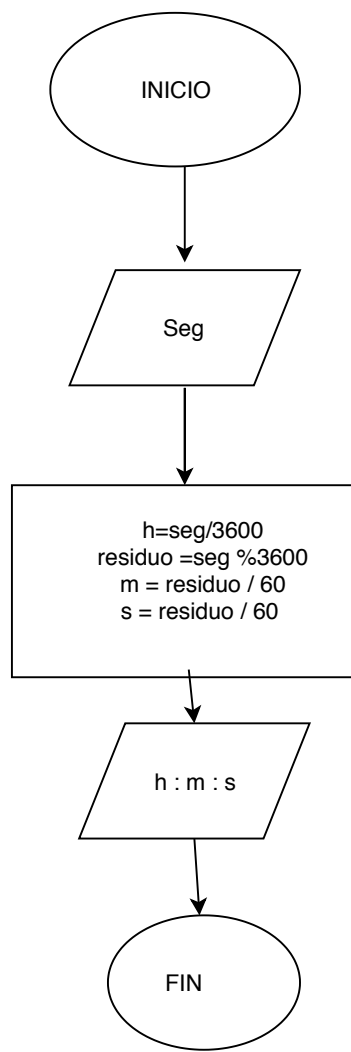 INICIO
Seg
h=seg/3600
residuo =seg %3600
m = residuo / 60
s = residuo / 60
h : m : s
FIN